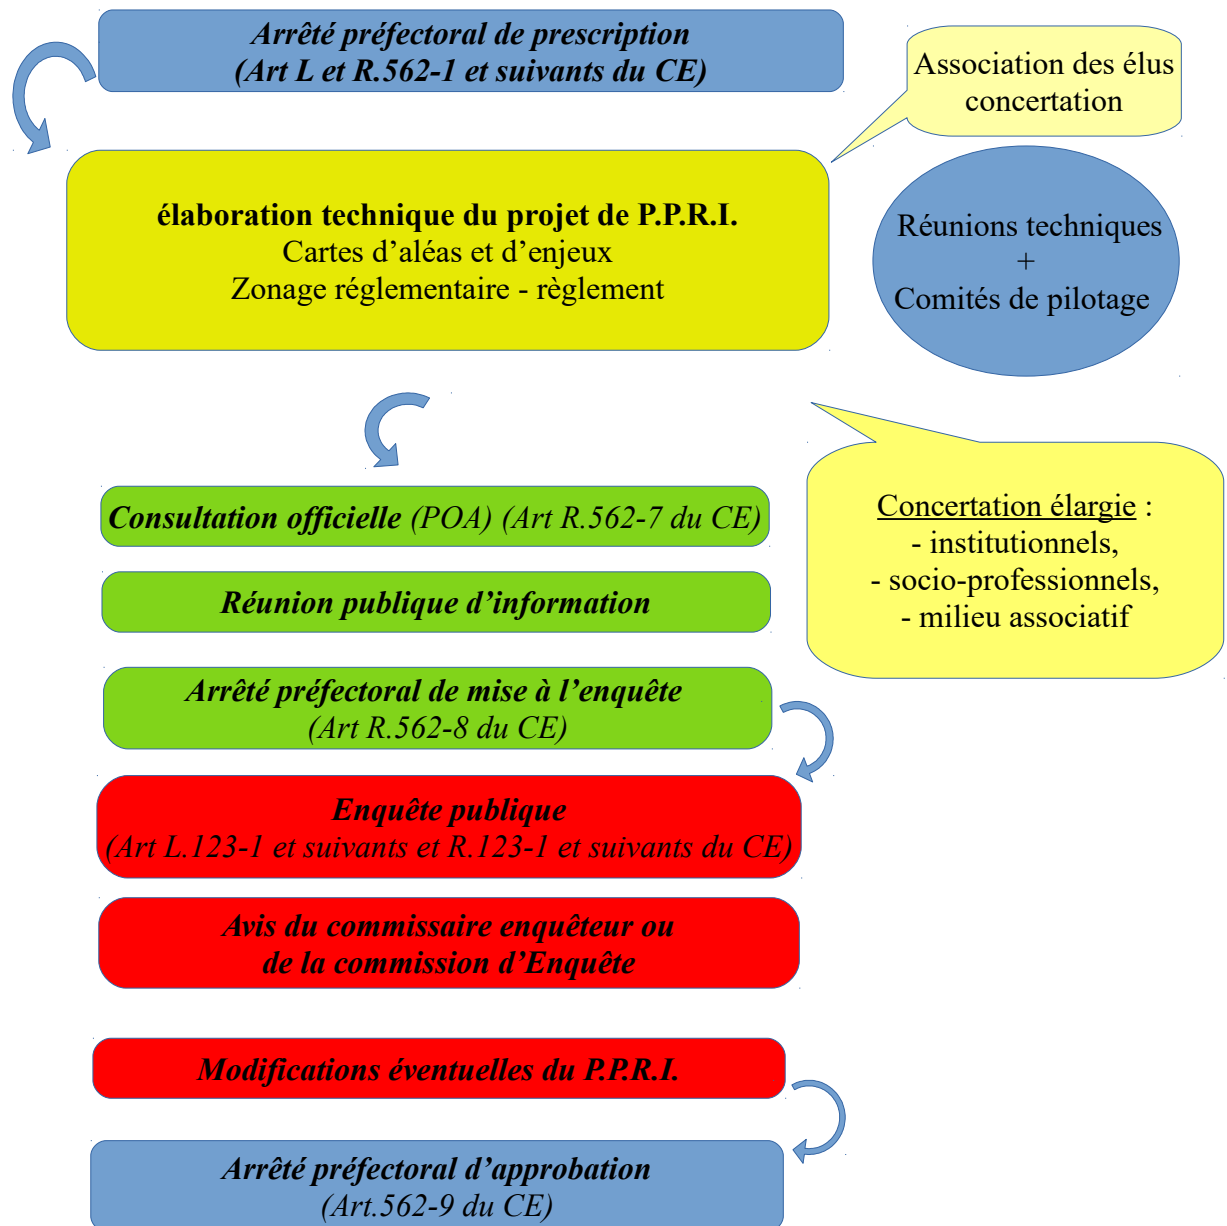 Arrêté préfectoral de prescription
(Art L et R.562-1 et suivants du CE)
Association des élus
concertation
élaboration technique du projet de P.P.R.I.
Cartes d’aléas et d’enjeux
Zonage réglementaire - règlement
Réunions techniques
+
Comités de pilotage
Consultation officielle (POA) (Art R.562-7 du CE)
Concertation élargie :
- institutionnels,
- socio-professionnels,
- milieu associatif
Réunion publique d’information
Arrêté préfectoral de mise à l’enquête
(Art R.562-8 du CE)
Enquête publique
(Art L.123-1 et suivants et R.123-1 et suivants du CE)
Avis du commissaire enquêteur ou
de la commission d’Enquête
Modifications éventuelles du P.P.R.I.
Arrêté préfectoral d’approbation
(Art.562-9 du CE)